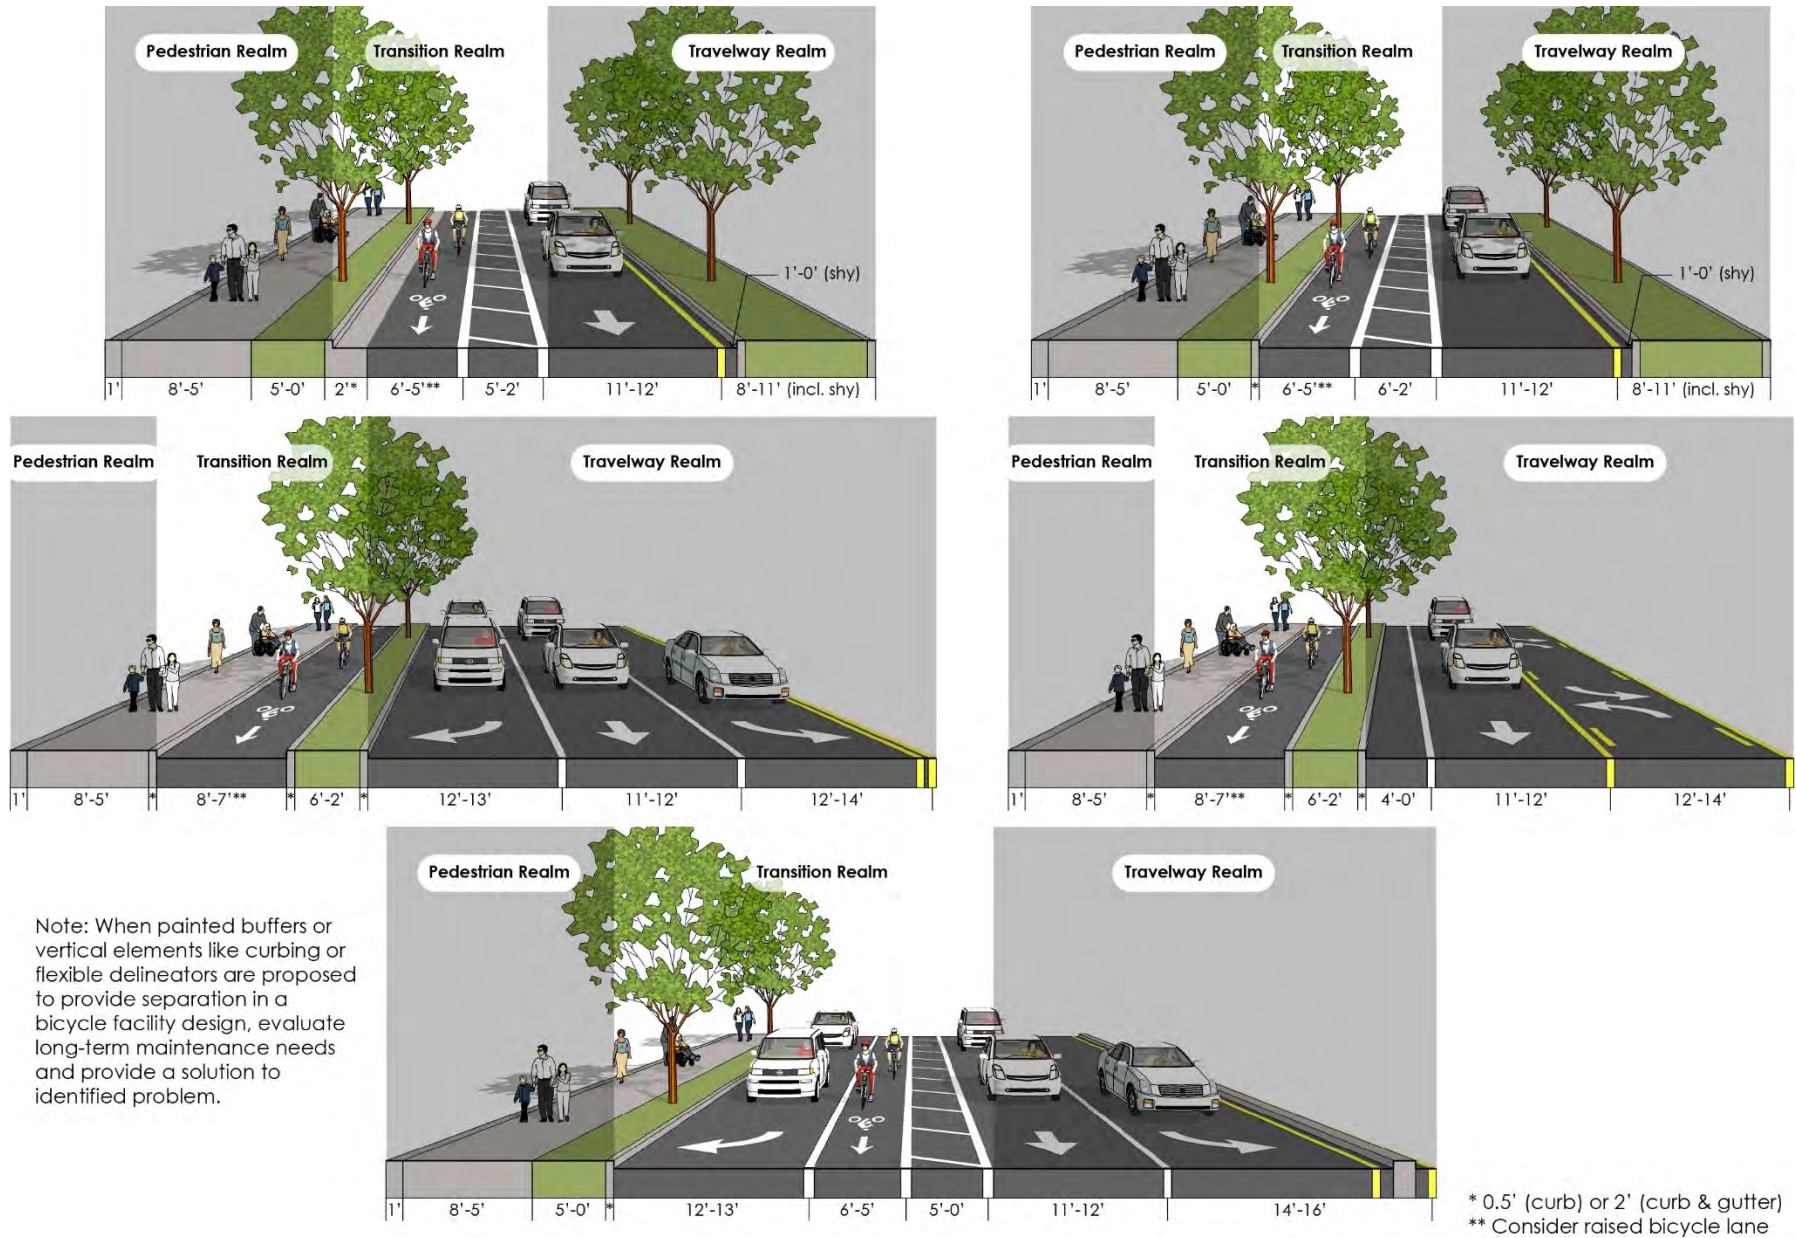 Pedestrian Realm Transition Realm Travelway Realm
1'-0' (shy)
1' 8'-5' 5'-0' 2'* 6'-5'** 5'-2' 11'-12' 8'-11' (incl. shy)
Pedestrian Realm Transition Realm Travelway Realm
1'-0' (shy)
1' 8'-5' 5'-0' * 6'-5'** 6'-2' 11'-12' 8'-11' (incl. shy)
Pedestrian Realm Transition Realm Travelway Realm
1' 8'-5' * 8'-7'** * 6'-2' * 12'-13' 11'-12' 12'-14'
Pedestrian Realm Transition Realm Travelway Realm
1' 8'-5' * 8'-7'** * 6'-2' * 4'-0' 11'-12' 12'-14'
Pedestrian Realm Transition Realm Travelway Realm
1' 8'-5' 5'-0' * 12'-13' 6'-5' 5'-0' 11'-12' 14'-16'
Note: When painted buffers or
vertical elements like curbing or
flexible delineators are proposed
to provide separation in a
bicycle facility design, evaluate
long-term maintenance needs
and provide a solution to
identified problem.
* 0.5' (curb) or 2' (curb & gutter)
** Consider raised bicycle lane